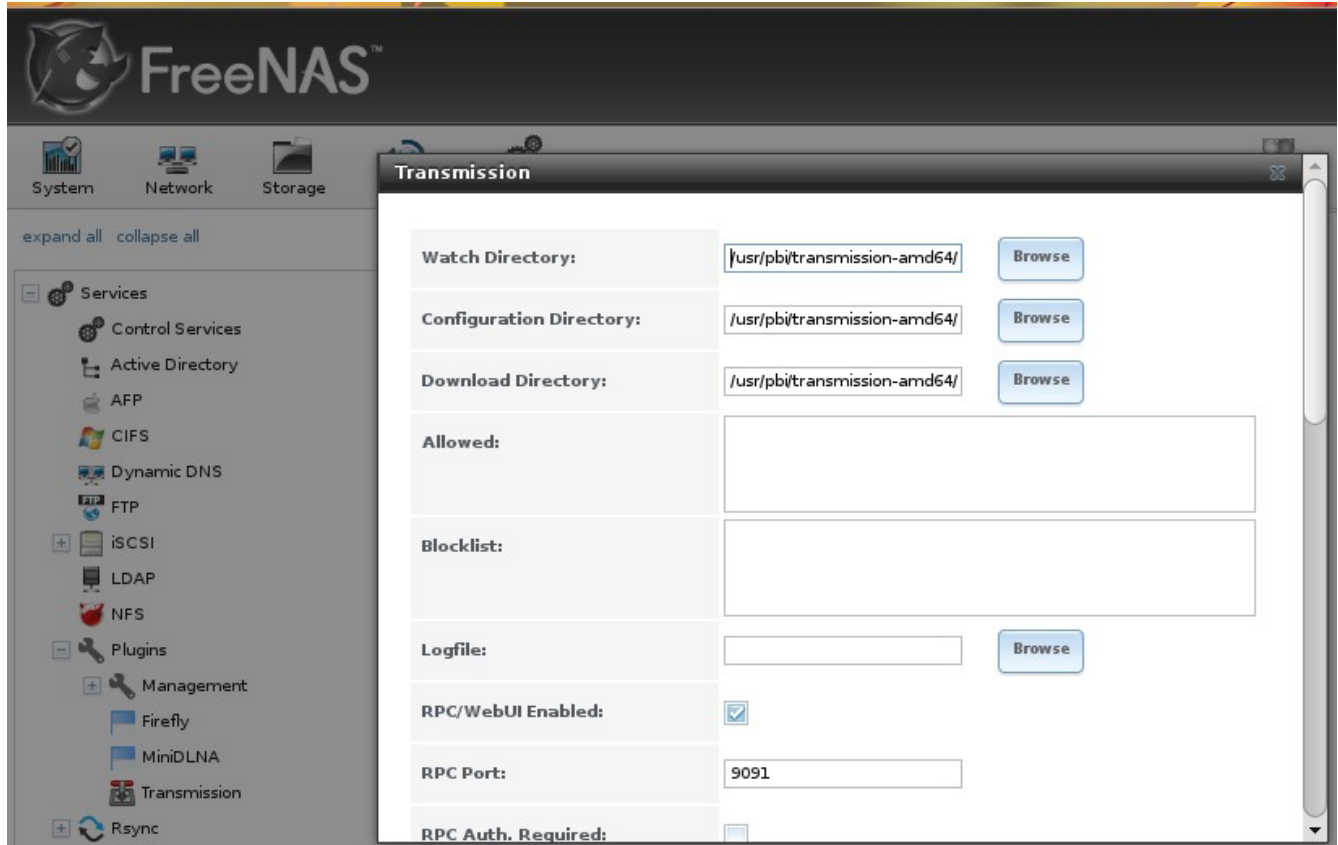 FreeNAS™
System
Network
Storage
expand all collapse all
Services
Control Services
Active Directory
AFP
CIFS
Dynamic DNS
FTP
FTP
iSCSI
LDAP
NFS
Plugins
Management
Firefly
MiniDLNA
Transmission
Rsync
Transmission
Watch Directory: /usr/pbi/transmission-amd64/ Browse
Configuration Directory: /usr/pbi/transmission-amd64/ Browse
Download Directory: /usr/pbi/transmission-amd64/ Browse
Allowed:
Blocklist:
Logfile: Browse
RPC/WebUI Enabled:
RPC Port: 9091
RPC Auth. Required: